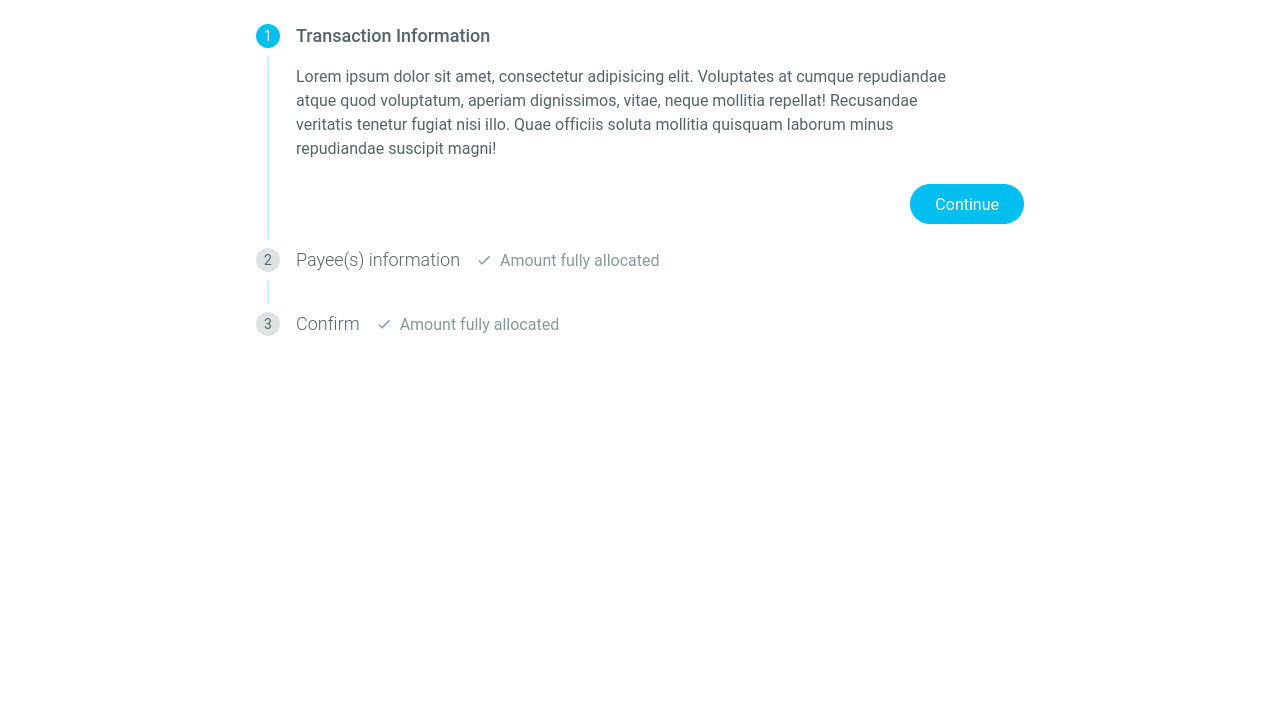 1 Transaction Information
Lorem ipsum dolor sit amet, consectetur adipisicing elit. Voluptates at cumque repudiandae
atque quod voluptatum, aperiam dignissimos, vitae, neque mollitia repellat! Recusandae
veritatis tenetur fugiat nisi illo. Quae officiis soluta mollitia quisquam laborum minus
repudiandae suscipit magni!
Continue
2 Payee(s) information Amount fully allocated
3 Confirm Amount fully allocated